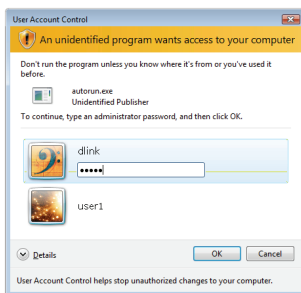 User Account Control
An unidentified program wants access to your computer
Don't run the program unless you know where it's from or you've used it
before.
autorun.exe
Unidentified Publisher
To continue, type an administrator password, and then click OK.
dlink
•••••
user1
Details
OK
Cancel
User Account Control helps stop unauthorized changes to your computer.